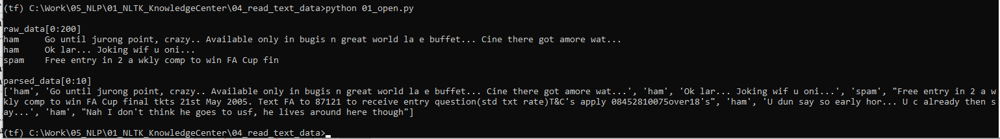 (tf) C:\Work\05_NLP\01_NLTK_KnowledgeCenter\04_read_text_data>python 01_open.py
raw_data[0:200]
ham     Go until jurong point, crazy.. Available only in bugis n great world la e buffet... Cine there got amore wat...
ham     Ok lar... Joking wif u oni...
spam    Free entry in 2 a wkly comp to win FA Cup fin
parsed_data[0:10]
['ham', 'Go until jurong point, crazy.. Available only in bugis n great world la e buffet... Cine there got amore wat...', 'ham', 'Ok lar... Joking wif u oni...', 'spam', "Free entry in 2 a w
kly comp to win FA Cup final tkts 21st May 2005. Text FA to 87121 to receive entry question(std txt rate)T&C's apply 08452810075over18's", 'ham', 'U dun say so early hor... U c already then s
ay...', 'ham', "Nah I don't think he goes to usf, he lives around here though"]
(tf) C:\Work\05_NLP\01_NLTK_KnowledgeCenter\04_read_text_data>